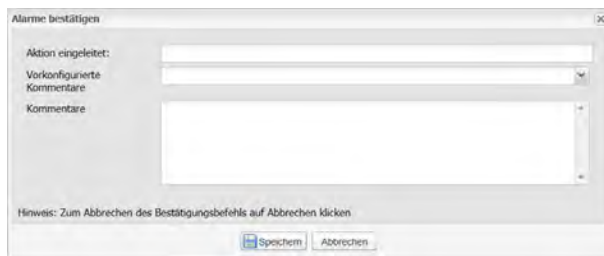 Alarme bestätigen
Aktion eingeleitet:
Vorkonfigurierte
Kommentare
Kommentare
Hinweis: Zum Abbrechen des Bestätigungsbefehls auf Abbrechen klicken
Speichern Abbrechen